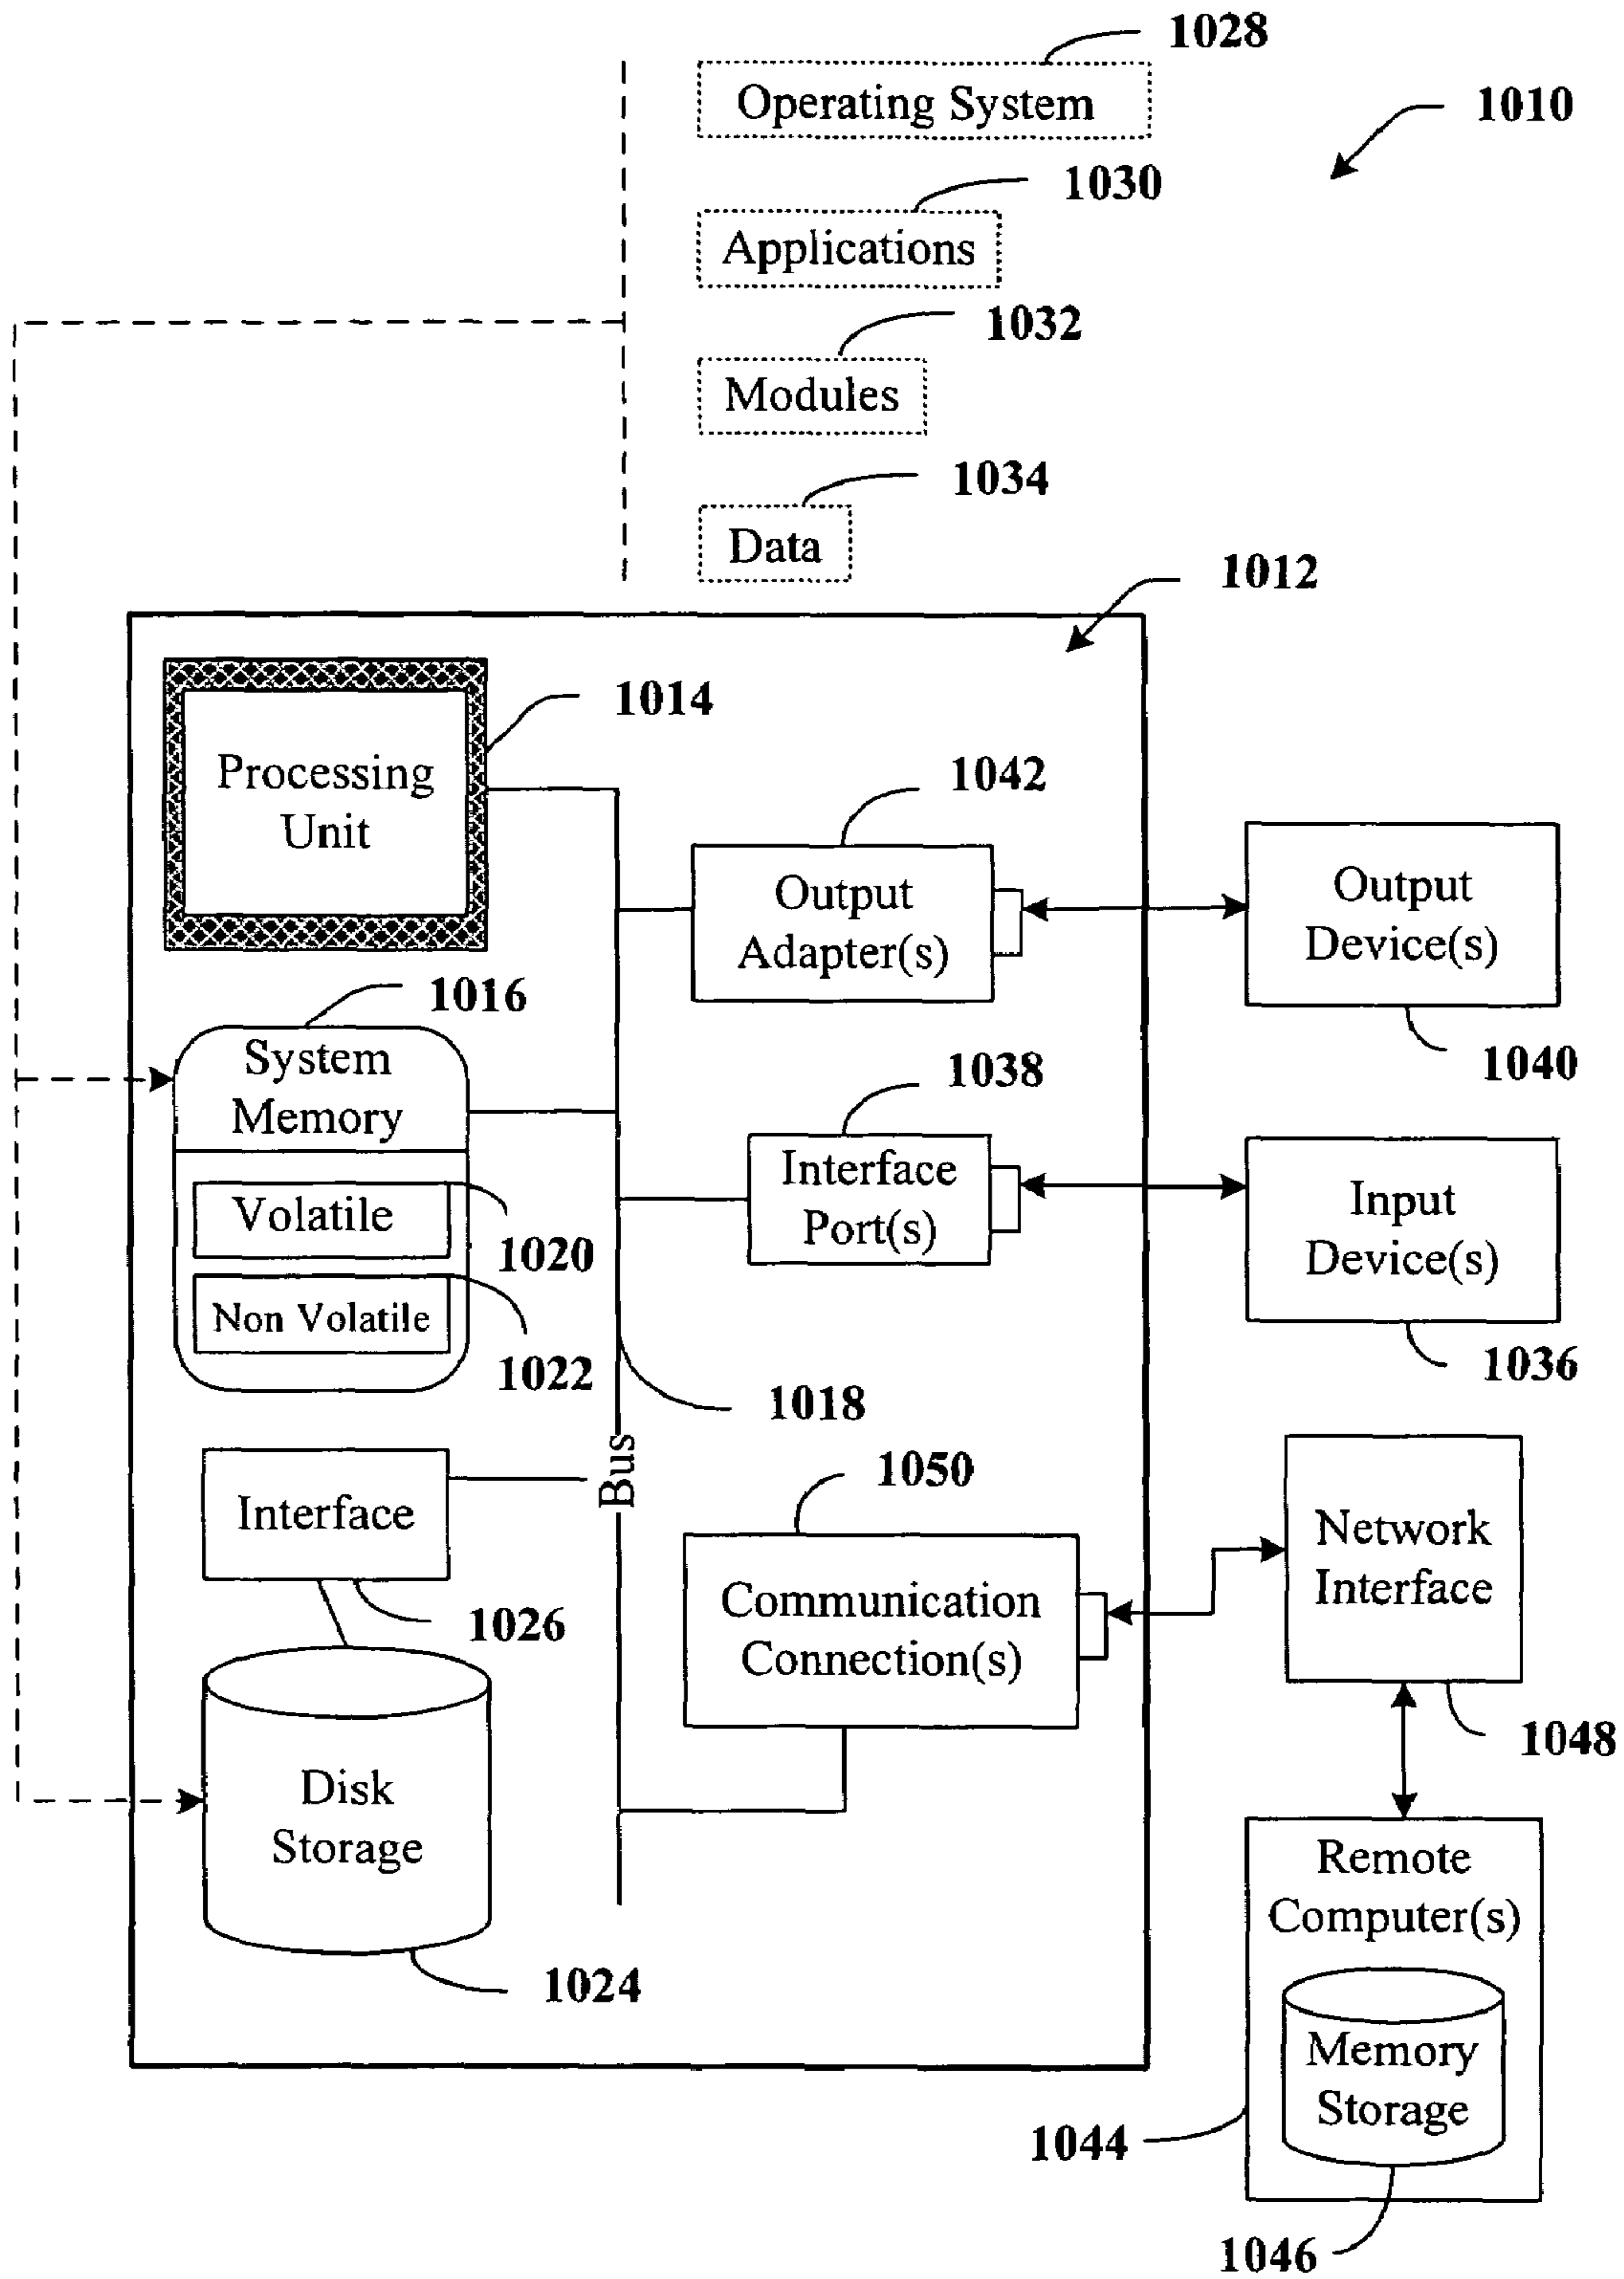 1028
Operating System
1010
1030
Applications
1032
Modules
1034
Data
1012
1014
Processing
Unit
1042
Output
Adapter(s)
Output
Device(s)
1040
1016
System
Memory
1038
Interface
Port(s)
Input
Device(s)
1036
Volatile
1020
Non Volatile
1022
1018
Bus
Interface
1026
1050
Communication
Connection(s)
Network
Interface
1048
Disk
Storage
1024
Remote
Computer(s)
Memory
Storage
1044
1046